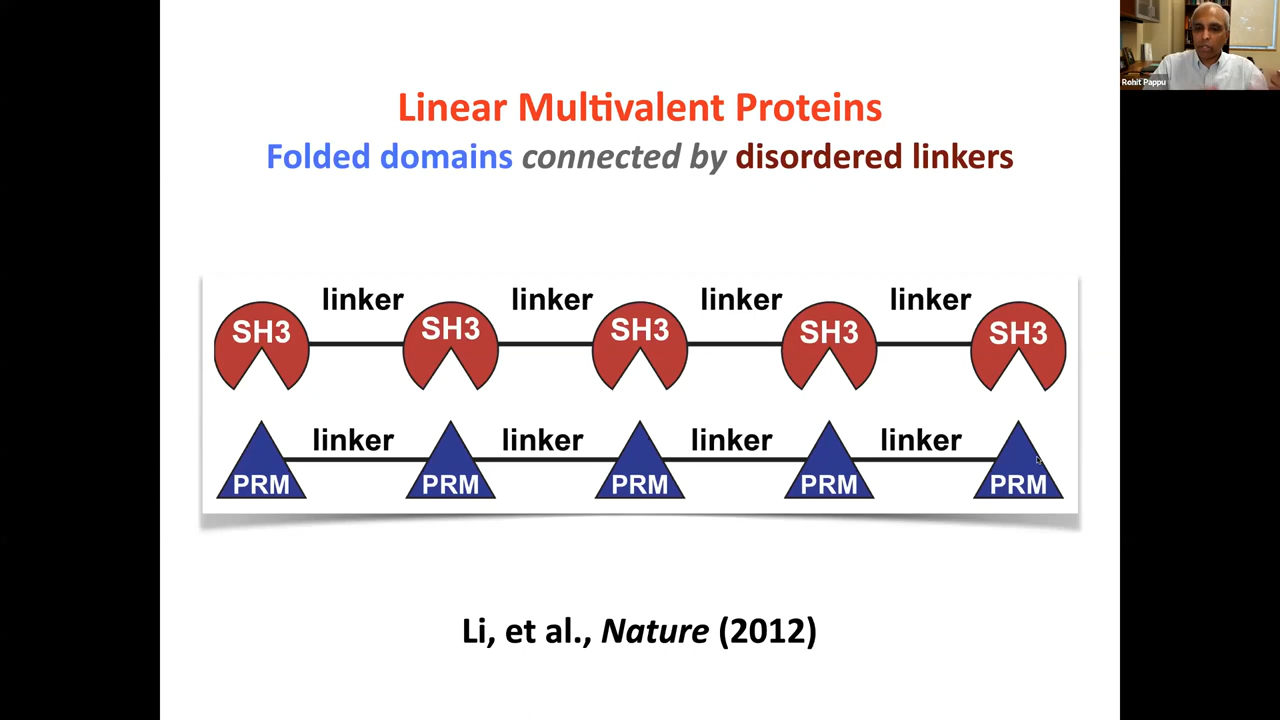 Rohit Pappu
Linear Multivalent Proteins
Folded domains connected by disordered linkers
linker linker linker linker
SH3 SH3 SH3 SH3 SH3
linker linker linker linker
PRM PRM PRM PRM PRM
Li, et al., Nature (2012)